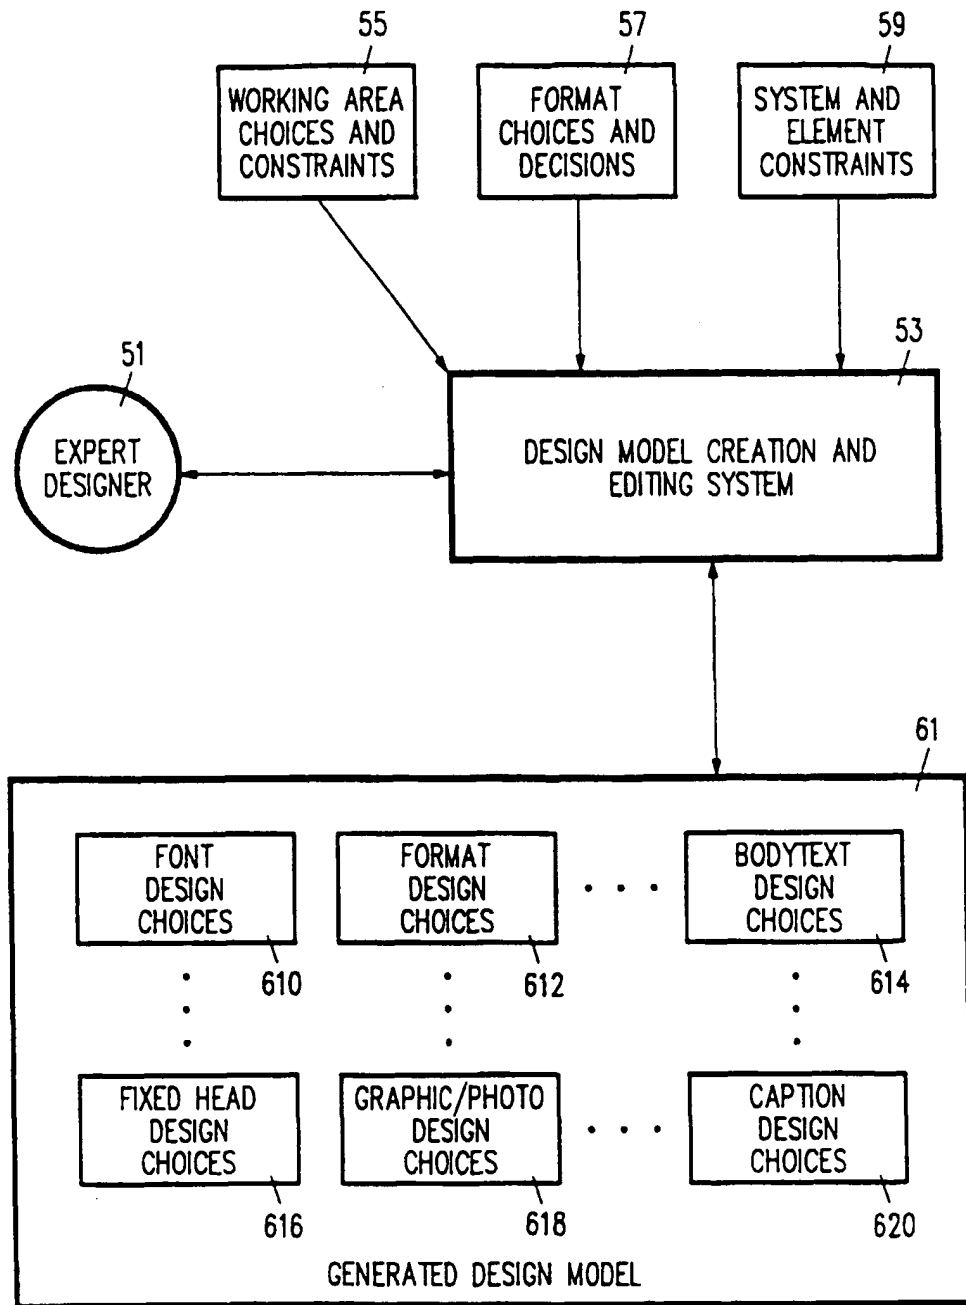 55
57
59
WORKING AREA
CHOICES AND
CONSTRAINTS
FORMAT
CHOICES AND
DECISIONS
SYSTEM AND
ELEMENT
CONSTRAINTS
51
53
EXPERT
DESIGNER
DESIGN MODEL CREATION AND
EDITING SYSTEM
61
FONT
DESIGN
CHOICES
FORMAT
DESIGN
CHOICES
BODYTEXT
DESIGN
CHOICES
610
612
614
FIXED HEAD
DESIGN
CHOICES
GRAPHIC/PHOTO
DESIGN
CHOICES
CAPTION
DESIGN
CHOICES
616
618
620
GENERATED DESIGN MODEL